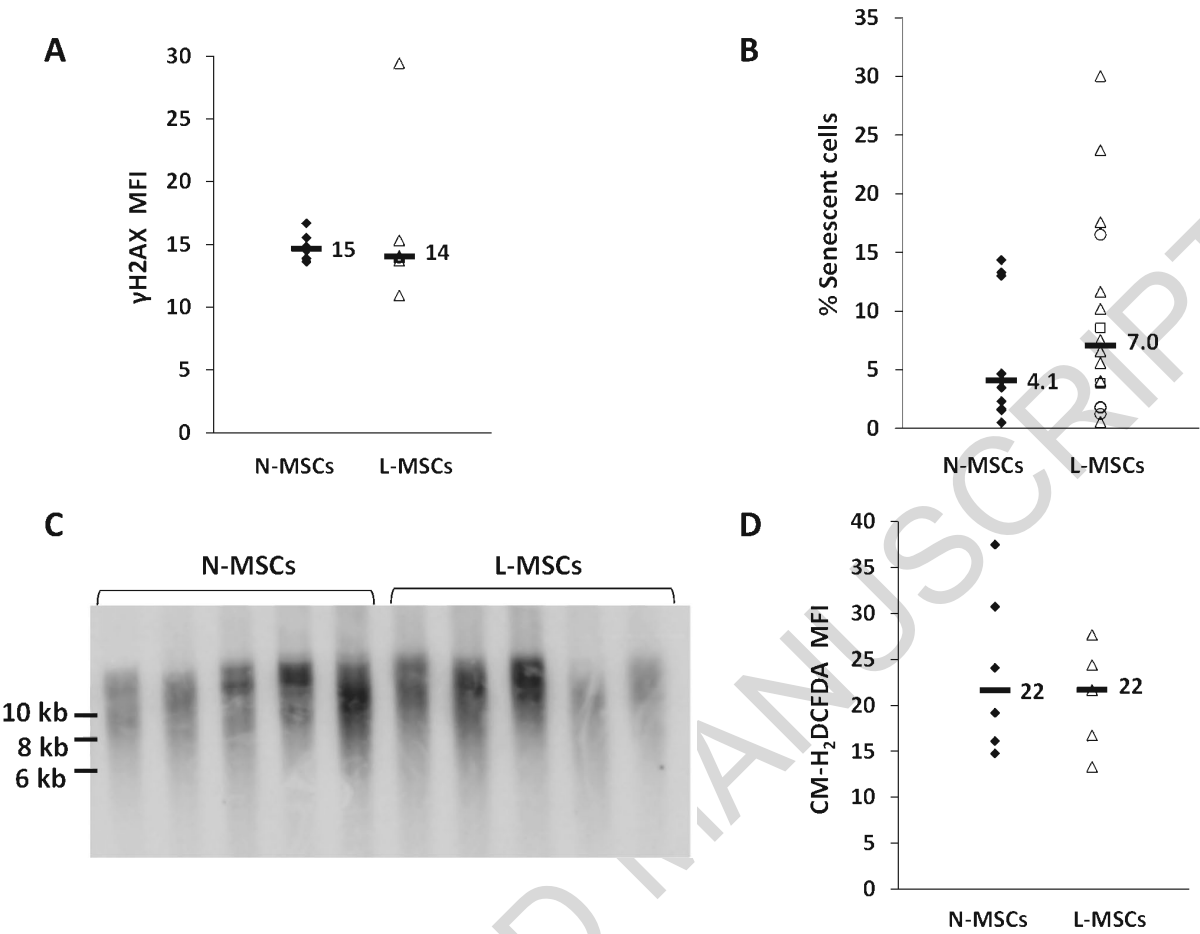 A
30
25
20
15
10
5
0
γH2AX MFI
15
14
N-MSCs L-MSCs
B
35
30
25
20
15
10
5
0
% Senescent cells
4.1
7.0
N-MSCs L-MSCs
C
N-MSCs L-MSCs
10 kb
8 kb
6 kb
D
40
35
30
25
20
15
10
5
0
CM-H₂DCFDA MFI
22
22
N-MSCs L-MSCs
D MANUSCRIPT